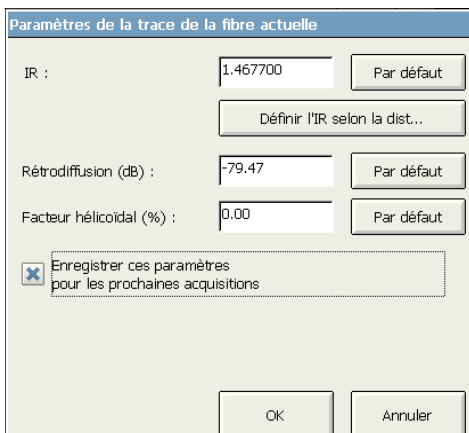 Paramètres de la trace de la fibre actuelle
IR : 1.467700 Par défaut
Définir l'IR selon la dist...
Rétrodiffusion (dB) : -79.47 Par défaut
Facteur hélicoïdal (%) : 0.00 Par défaut
Enregistrer ces paramètres
pour les prochaines acquisitions
OK Annuler